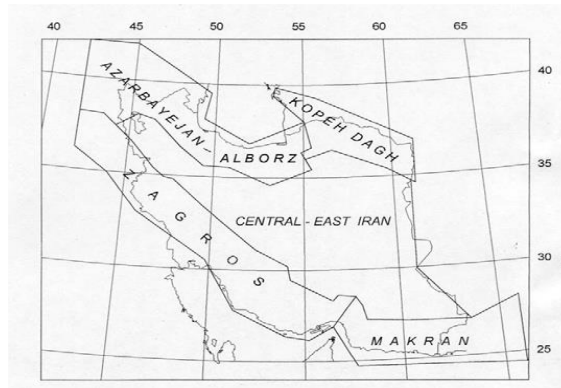 40 45 50 55 60 65
40
35
30
25
AZARBAYEJAN-
ALBORZ
KOPEH DAGH
ZAGROS
CENTRAL - EAST IRAN
MAKRAN